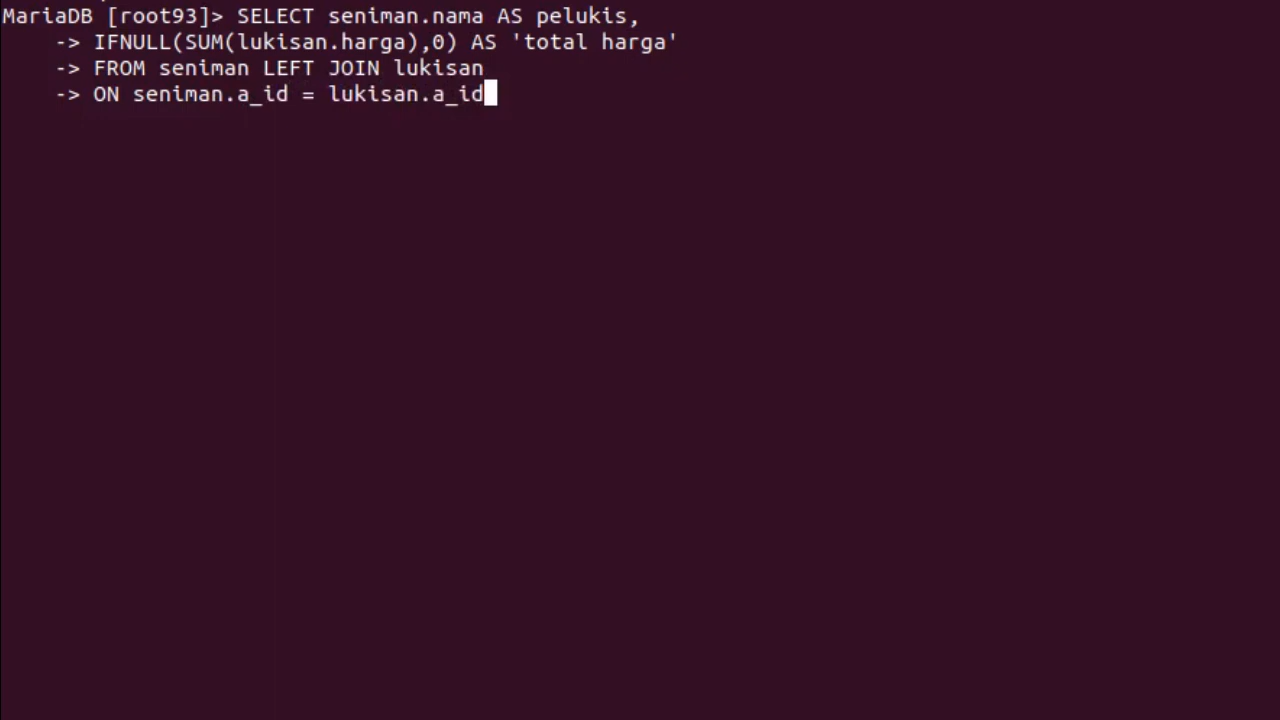 MariaDB [root93]> SELECT seniman.nama AS pelukis,
    -> IFNULL(SUM(lukisan.harga),0) AS 'total harga'
    -> FROM seniman LEFT JOIN lukisan
    -> ON seniman.a_id = lukisan.a_id